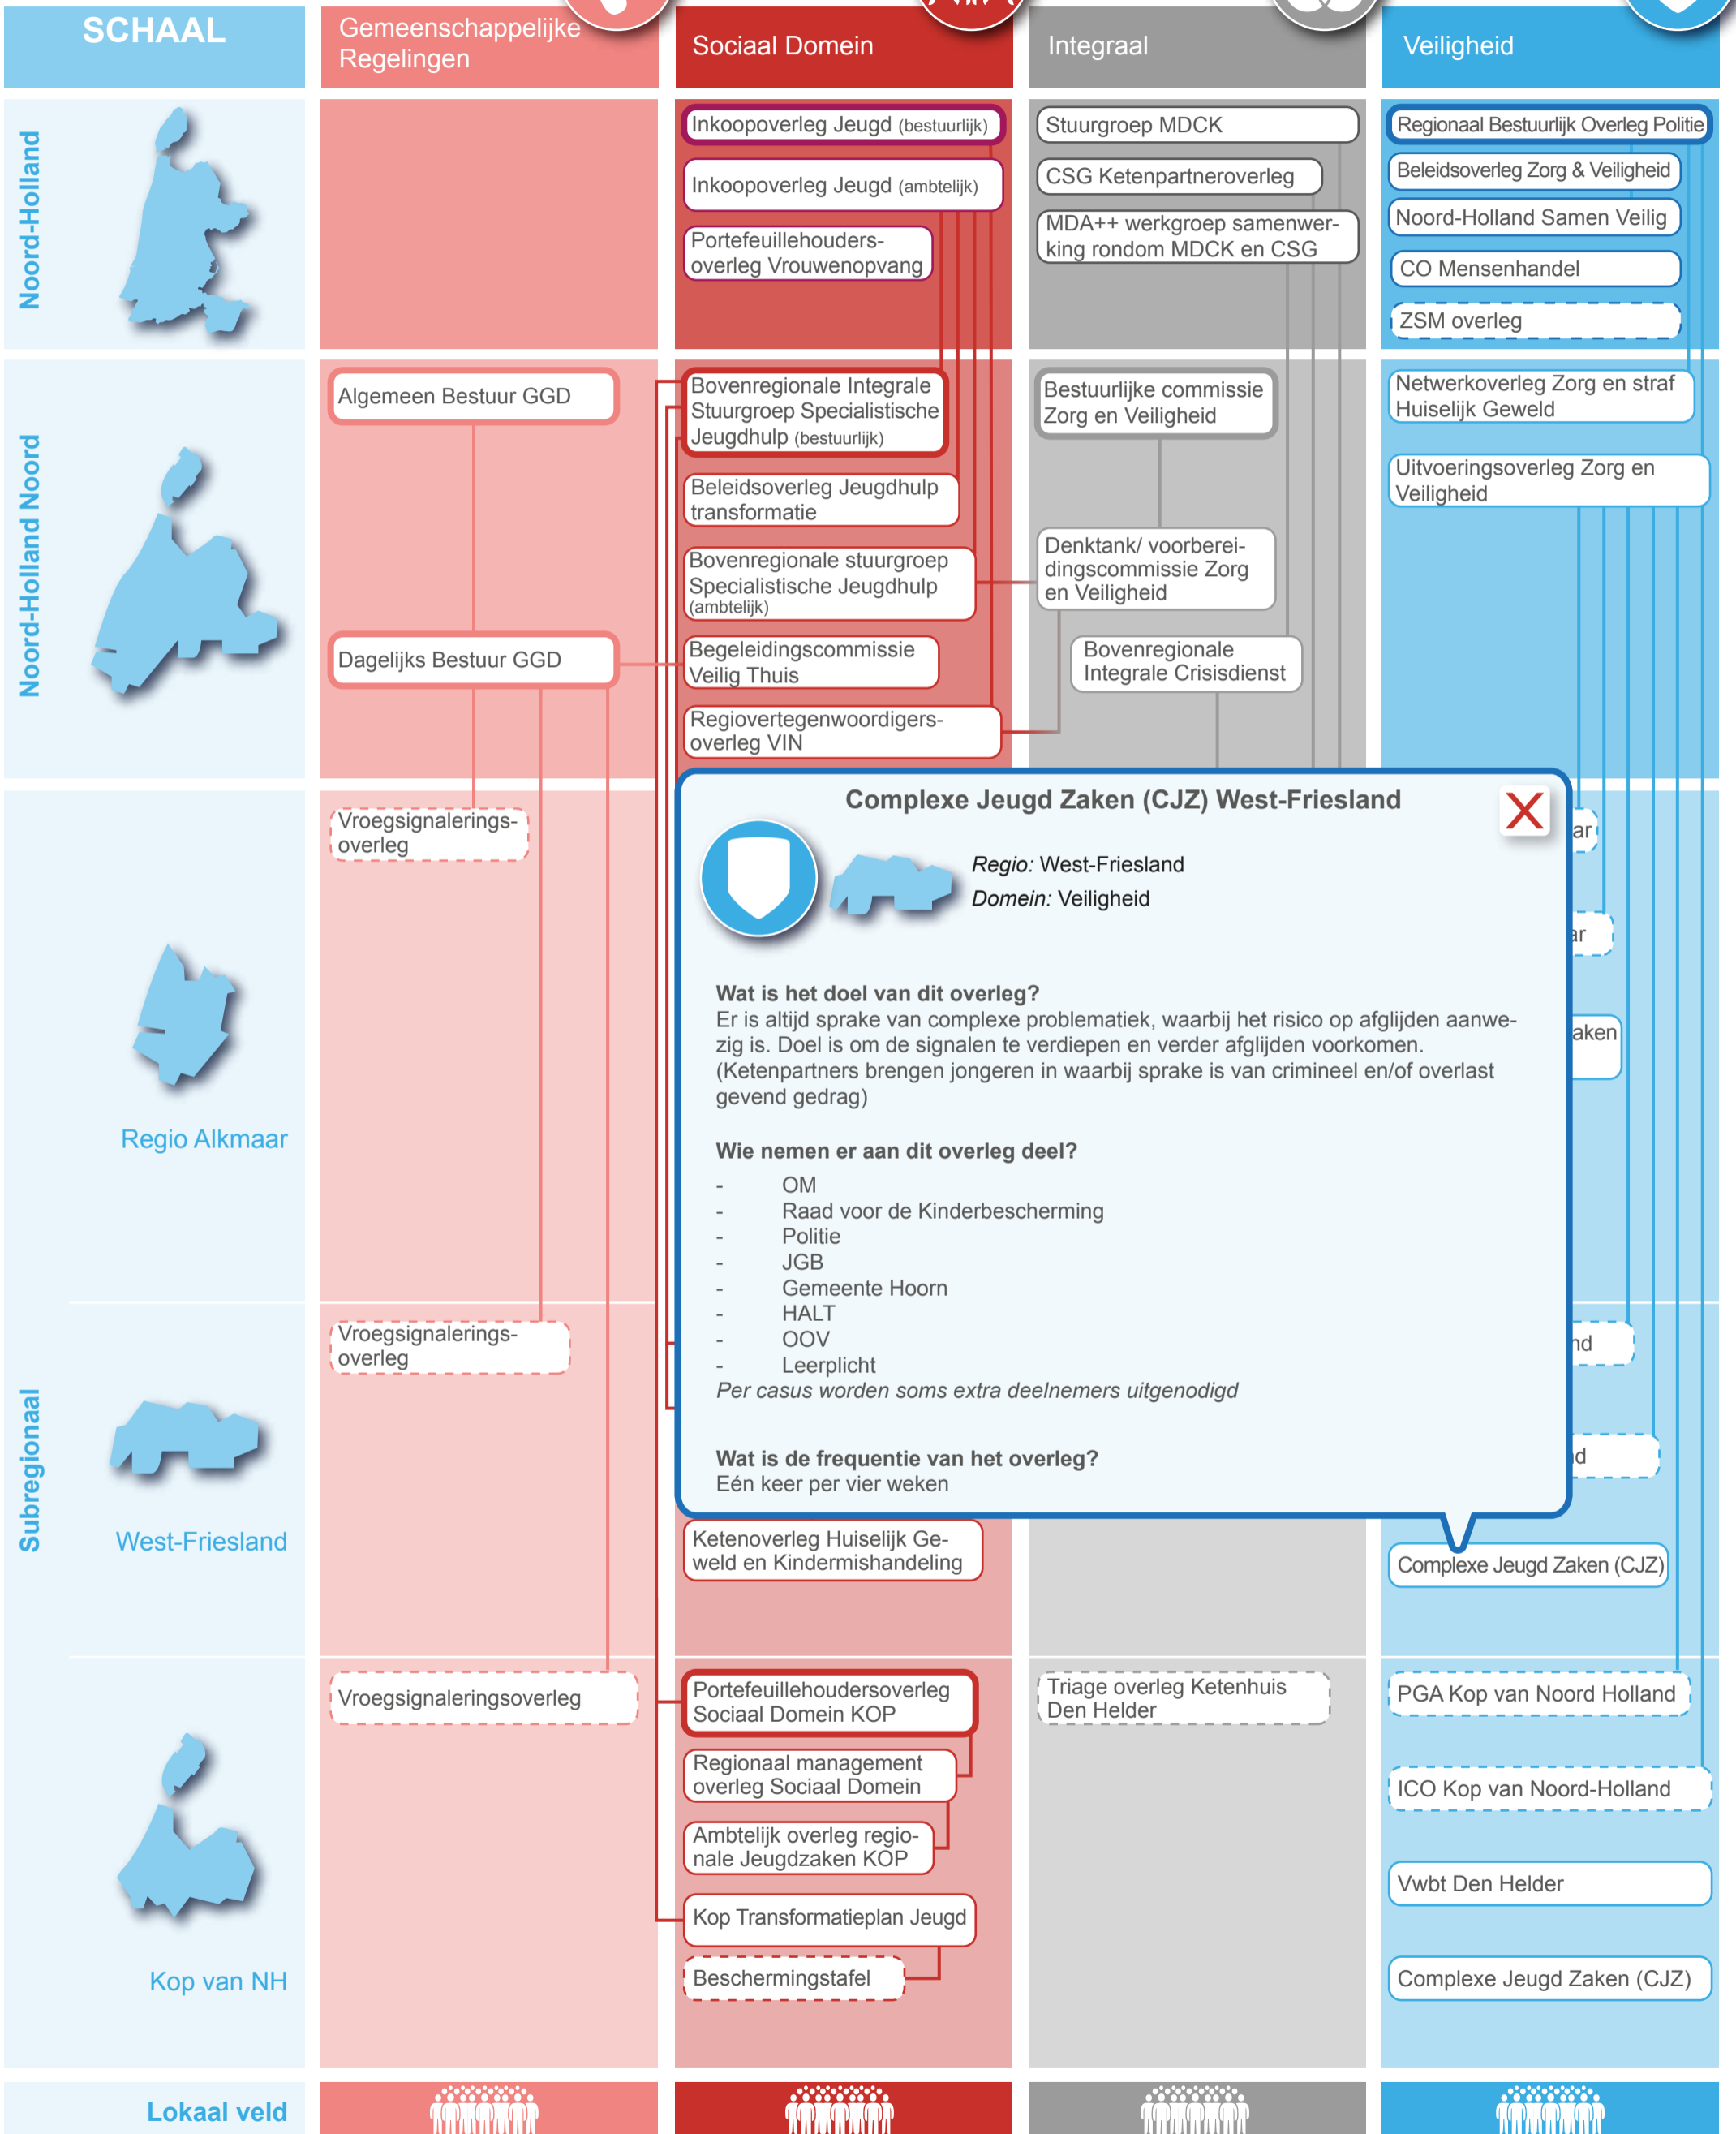 SCHAAL
Gemeenschappelijke
Regelingen
Sociaal Domein
Integraal
Veiligheid
Noord-Holland
Inkoopoverleg Jeugd (bestuurlijk)
Inkoopoverleg Jeugd (ambtelijk)
Portefeuillehouders-
overleg Vrouwenopvang
Stuurgroep MDCK
CSG Ketenpartneroverleg
MDA++ werkgroep samenwer-
king rondom MDCK en CSG
Regionaal Bestuurlijk Overleg Politie
Beleidsoverleg Zorg & Veiligheid
Noord-Holland Samen Veilig
CO Mensenhandel
ZSM overleg
Noord-Holland Noord
Algemeen Bestuur GGD
Dagelijks Bestuur GGD
Bovenregionale Integrale
Stuurgroep Specialistische
Jeugdhulp (bestuurlijk)
Beleidsoverleg Jeugdhulp
transformatie
Bovenregionale stuurgroep
Specialistische Jeugdhulp
(ambtelijk)
Begeleidingscommissie
Veilig Thuis
Regiovertegenwoordigers-
overleg VIN
Bestuurlijke commissie
Zorg en Veiligheid
Denktank/ voorberei-
dingscommissie Zorg
en Veiligheid
Bovenregionale
Integrale Crisisdienst
Netwerkoverleg Zorg en straf
Huiselijk Geweld
Uitvoeringsoverleg Zorg en
Veiligheid
Subregionaal
Regio Alkmaar
Vroegsignalerings-
overleg
Complexe Jeugd Zaken (CJZ) West-Friesland
X
Regio: West-Friesland
Domein: Veiligheid
Wat is het doel van dit overleg?
Er is altijd sprake van complexe problematiek, waarbij het risico op afglijden aanwe-
zig is. Doel is om de signalen te verdiepen en verder afglijden voorkomen.
(Ketenpartners brengen jongeren in waarbij sprake is van crimineel en/of overlast
gevend gedrag)
Wie nemen er aan dit overleg deel?
- OM
- Raad voor de Kinderbescherming
- Politie
- JGB
- Gemeente Hoorn
- HALT
- OOV
- Leerplicht
Per casus worden soms extra deelnemers uitgenodigd
Wat is de frequentie van het overleg?
Eén keer per vier weken
ar
ar
aken
nd
nd
West-Friesland
Vroegsignalerings-
overleg
Ketenoverleg Huiselijk Ge-
weld en Kindermishandeling
Complexe Jeugd Zaken (CJZ)
Kop van NH
Vroegsignaleringsoverleg
Portefeuillehoudersoverleg
Sociaal Domein KOP
Regionaal management
overleg Sociaal Domein
Ambtelijk overleg regio-
nale Jeugdzaken KOP
Kop Transformatieplan Jeugd
Beschermingstafel
Triage overleg Ketenhuis
Den Helder
PGA Kop van Noord Holland
ICO Kop van Noord-Holland
Vwbt Den Helder
Complexe Jeugd Zaken (CJZ)
Lokaal veld